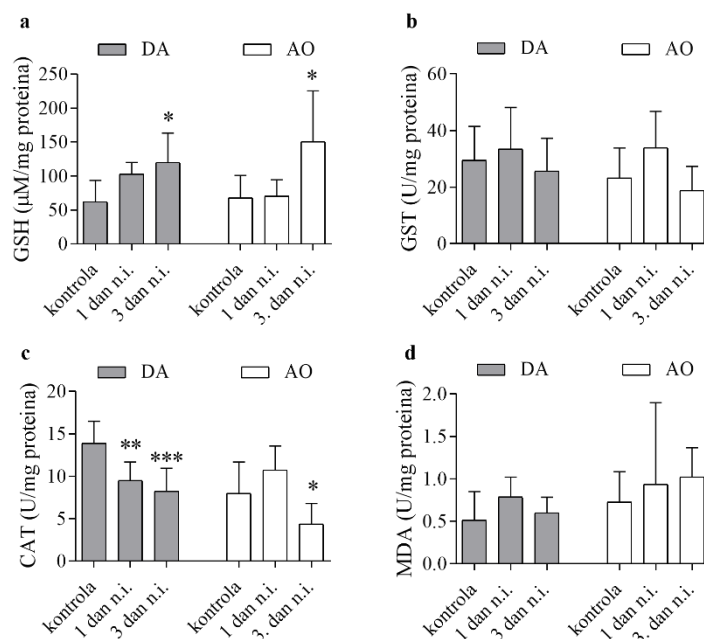 a
DA AO
GSH (µM/mg proteina)
250
200
150
100
50
0
*
*
kontrola
1 dan n.i.
3 dan n.i.
kontrola
1 dan n.i.
3. dan n.i.
b
DA AO
GST (U/mg proteina)
60
40
20
0
kontrola
1 dan n.i.
3 dan n.i.
kontrola
1 dan n.i.
3. dan n.i.
c
DA AO
CAT (U/mg proteina)
20
15
10
5
0
**
***
*
kontrola
1 dan n.i.
3 dan n.i.
kontrola
1 dan n.i.
3. dan n.i.
d
DA AO
MDA (U/mg proteina)
2.0
1.5
1.0
0.5
0.0
kontrola
1 dan n.i.
3 dan n.i.
kontrola
1 dan n.i.
3. dan n.i.